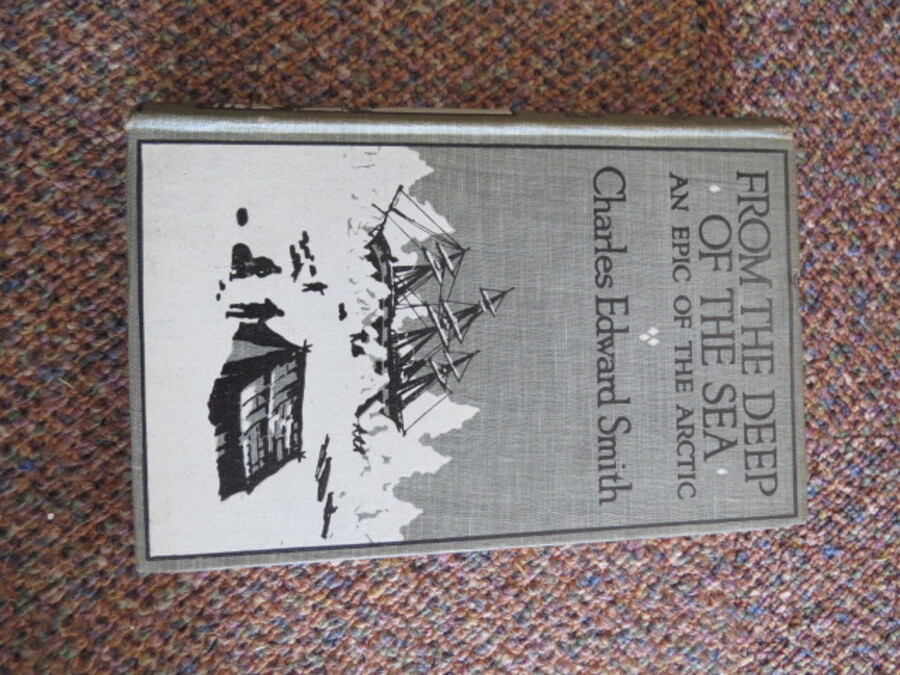 FROM THE DEEP
OF THE SEA
AN EPIC OF THE ARCTIC
Charles Edward Smith